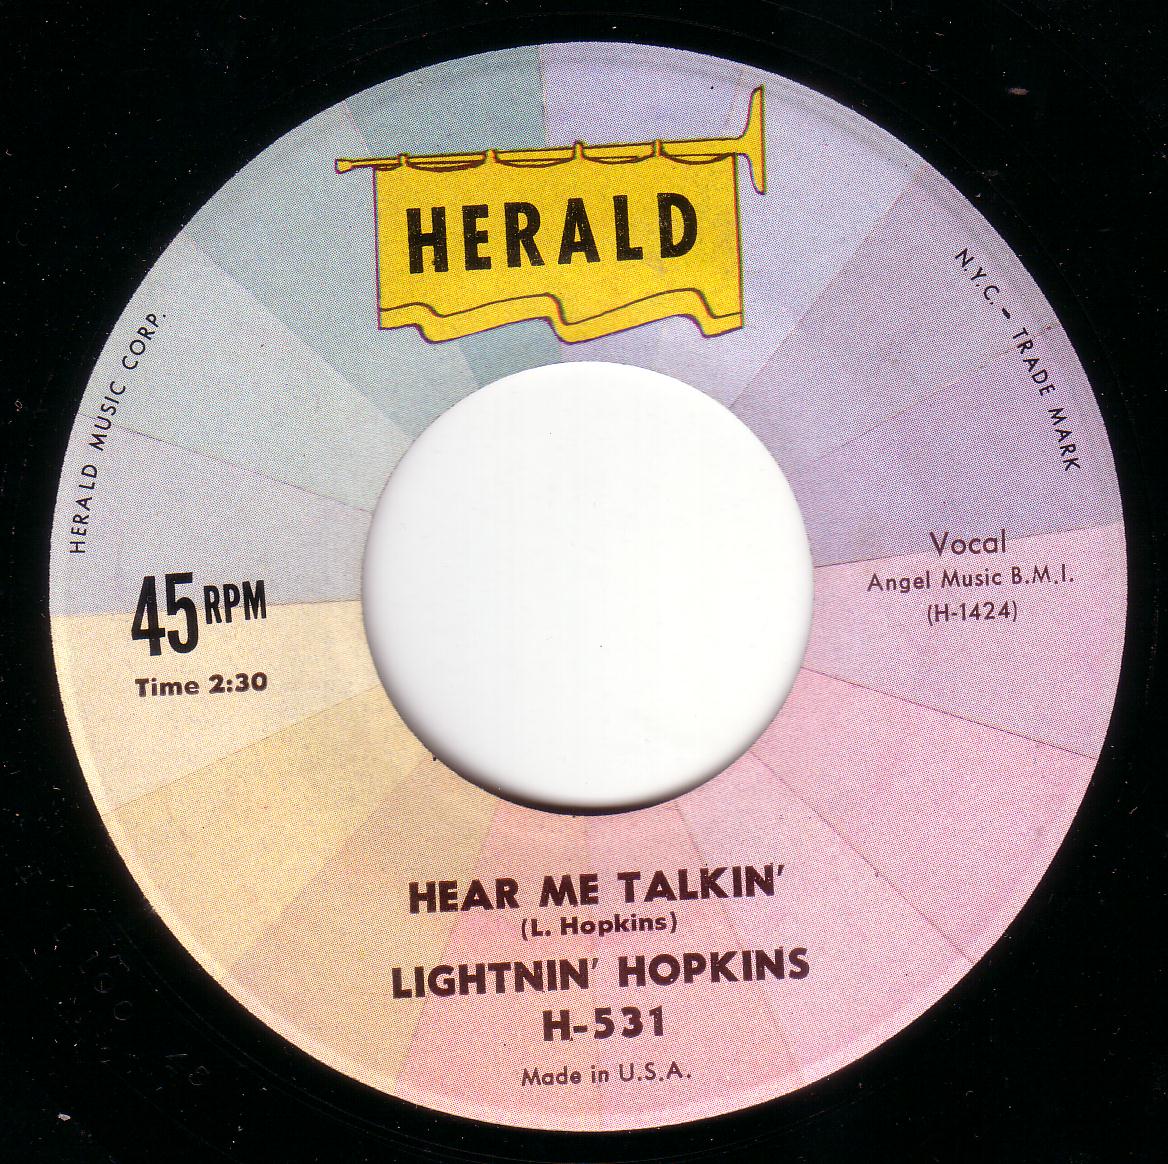 HERALD
HERALD MUSIC CORP.
N.Y.C. - TRADE MARK
45 RPM
Time 2:30
Vocal
Angel Music B.M.I.
(H-1424)
HEAR ME TALKIN'
(L. Hopkins)
LIGHTNIN' HOPKINS
H-531
Made in U.S.A.